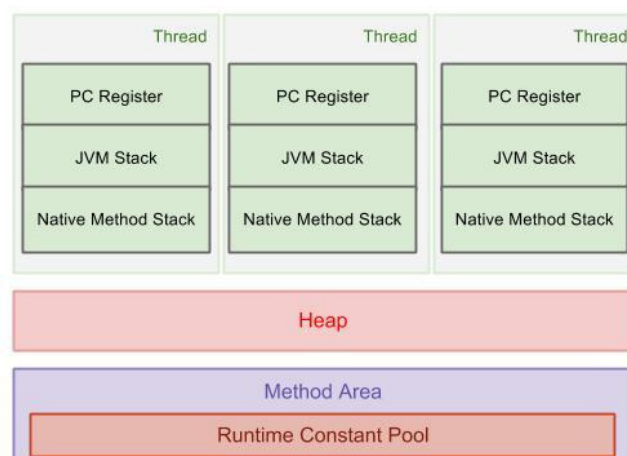 Thread Thread Thread
PC Register PC Register PC Register
JVM Stack JVM Stack JVM Stack
Native Method Stack Native Method Stack Native Method Stack
Heap
Method Area
Runtime Constant Pool